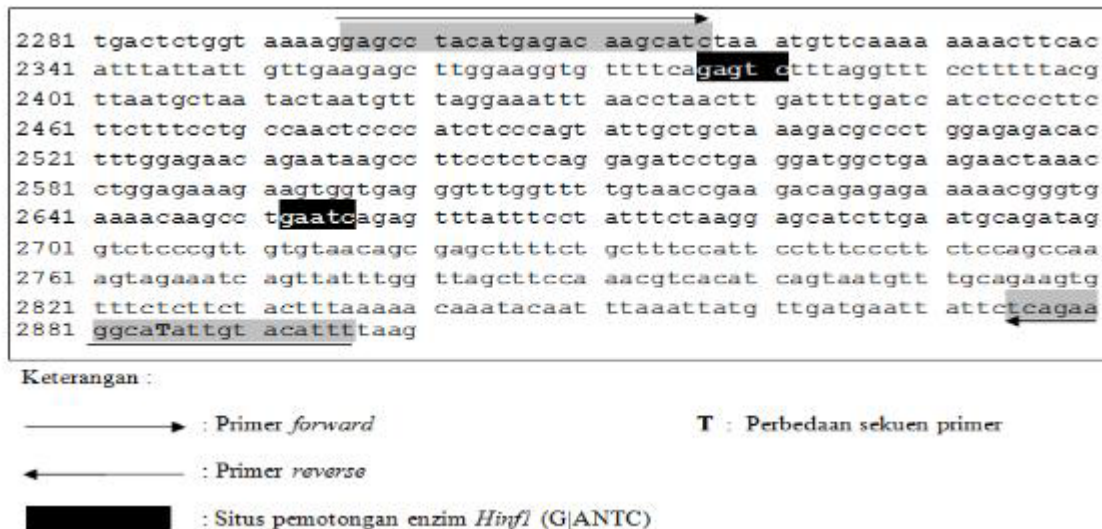 2281 tgactctggt aaaaggagcc tacatgagac aagcatctaa atgttcaaaa aaaacttcac
2341 atttattatt gttgaagagc ttggaaggtg ttttcagagt ctttaggttt cctttttacg
2401 ttaatgctaa tactaatgtt taggaaattt aacctaactt gattttgatc atctcccttc
2461 ttctttcctg ccaactcccc atctcccagt attgctgcta aagacgccct ggagagacac
2521 tttggagaac agaataagcc ttcctctcag gagatcctga ggatggctga agaactaaac
2581 ctggagaaag aagtggtgag ggtttggttt tgtaaccgaa gacagagaga aaaacgggtg
2641 aaaacaagcc tgaatcagag tttatttcct atttctaagg agcatcttga atgcagatag
2701 gtctcccgtt gtgtaacagc gagcttttct gctttccatt cctttccctt ctccagccaa
2761 agtagaaatc agttatttgg ttagcttcca aacgtcacat cagtaatgtt tgcagaagtg
2821 tttctcttct actttaaaaa caaatacaat ttaaattatg ttgatgaatt attctcagaa
2881 ggcaTattgt acattttaag
Keterangan :
: Primer forward
T : Perbedaan sekuen primer
: Primer reverse
: Situs pemotongan enzim Hinf1 (G|ANTC)